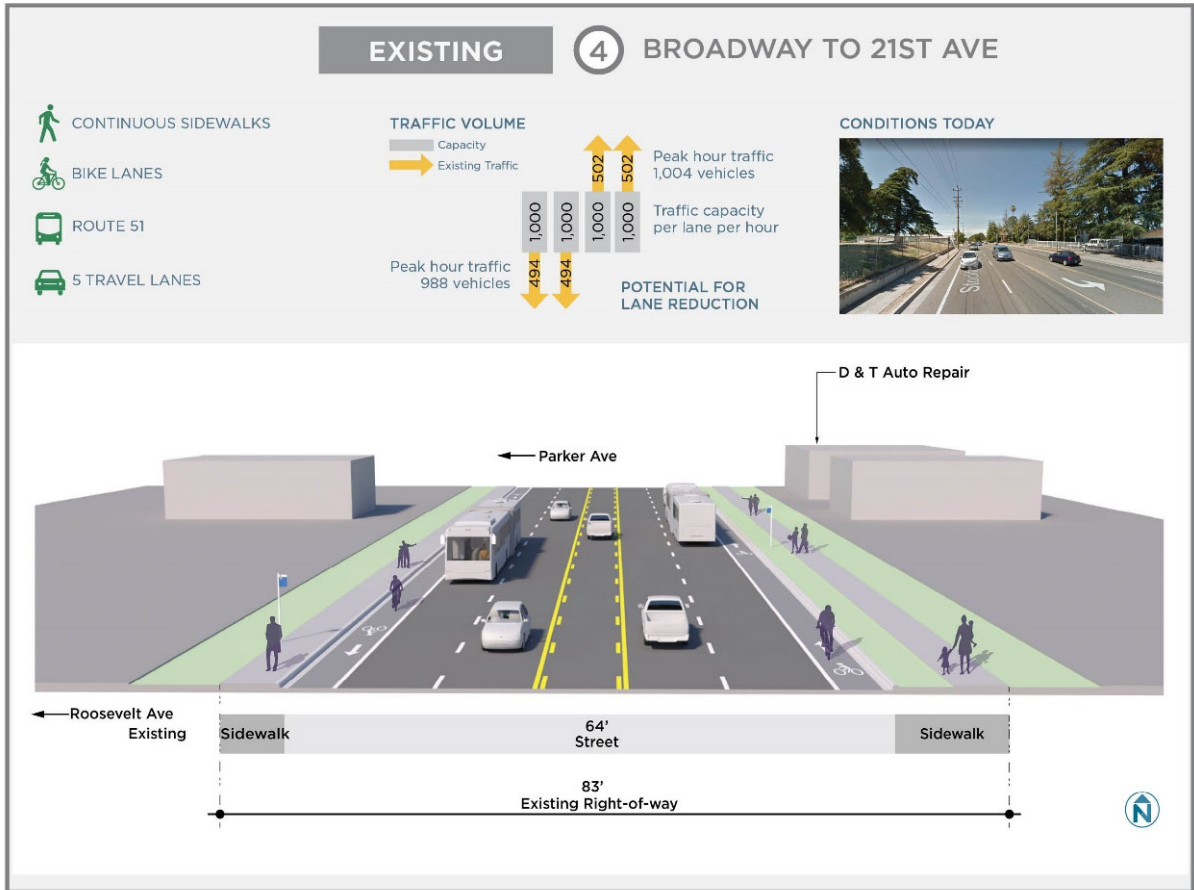 EXISTING 4 BROADWAY TO 21ST AVE
CONTINUOUS SIDEWALKS
BIKE LANES
ROUTE 51
5 TRAVEL LANES
TRAFFIC VOLUME
Capacity
Existing Traffic
502 502
Peak hour traffic
1,004 vehicles
1,000 1,000 1,000 1,000
Traffic capacity
per lane per hour
Peak hour traffic
988 vehicles
494 494
POTENTIAL FOR
LANE REDUCTION
CONDITIONS TODAY
D & T Auto Repair
Parker Ave
Roosevelt Ave
Existing
Sidewalk
64'
Street
Sidewalk
83'
Existing Right-of-way
N